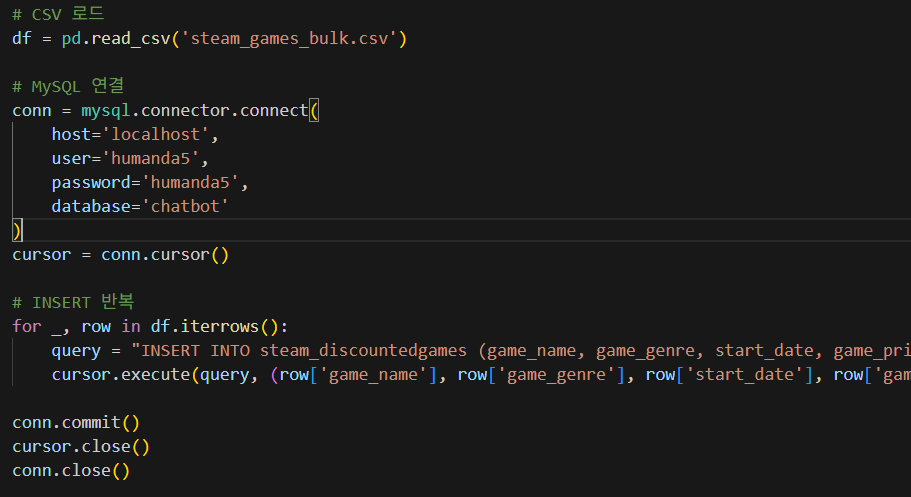 # CSV 로드
df = pd.read_csv('steam_games_bulk.csv')
# MySQL 연결
conn = mysql.connector.connect(
    host='localhost',
    user='humanda5',
    password='humanda5',
    database='chatbot'
)
cursor = conn.cursor()
# INSERT 반복
for _, row in df.iterrows():
    query = "INSERT INTO steam_discountedgames (game_name, game_genre, start_date, game_pri
    cursor.execute(query, (row['game_name'], row['game_genre'], row['start_date'], row['gam
conn.commit()
cursor.close()
conn.close()